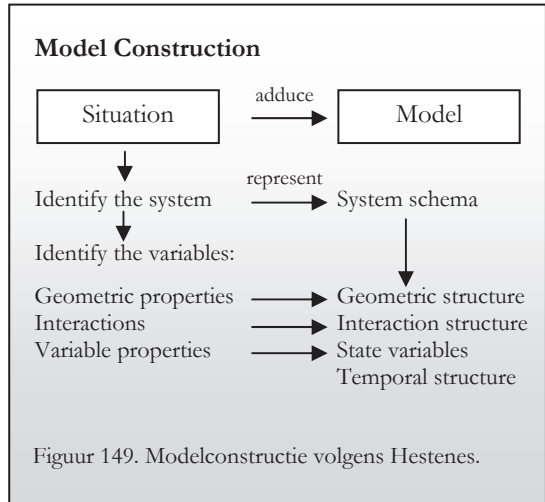 Model Construction
Situation adduce Model
Identify the system represent System schema
Identify the variables:
Geometric properties Geometric structure
Interactions Interaction structure
Variable properties State variables
Temporal structure
Figuur 149. Modelconstructie volgens Hestenes.